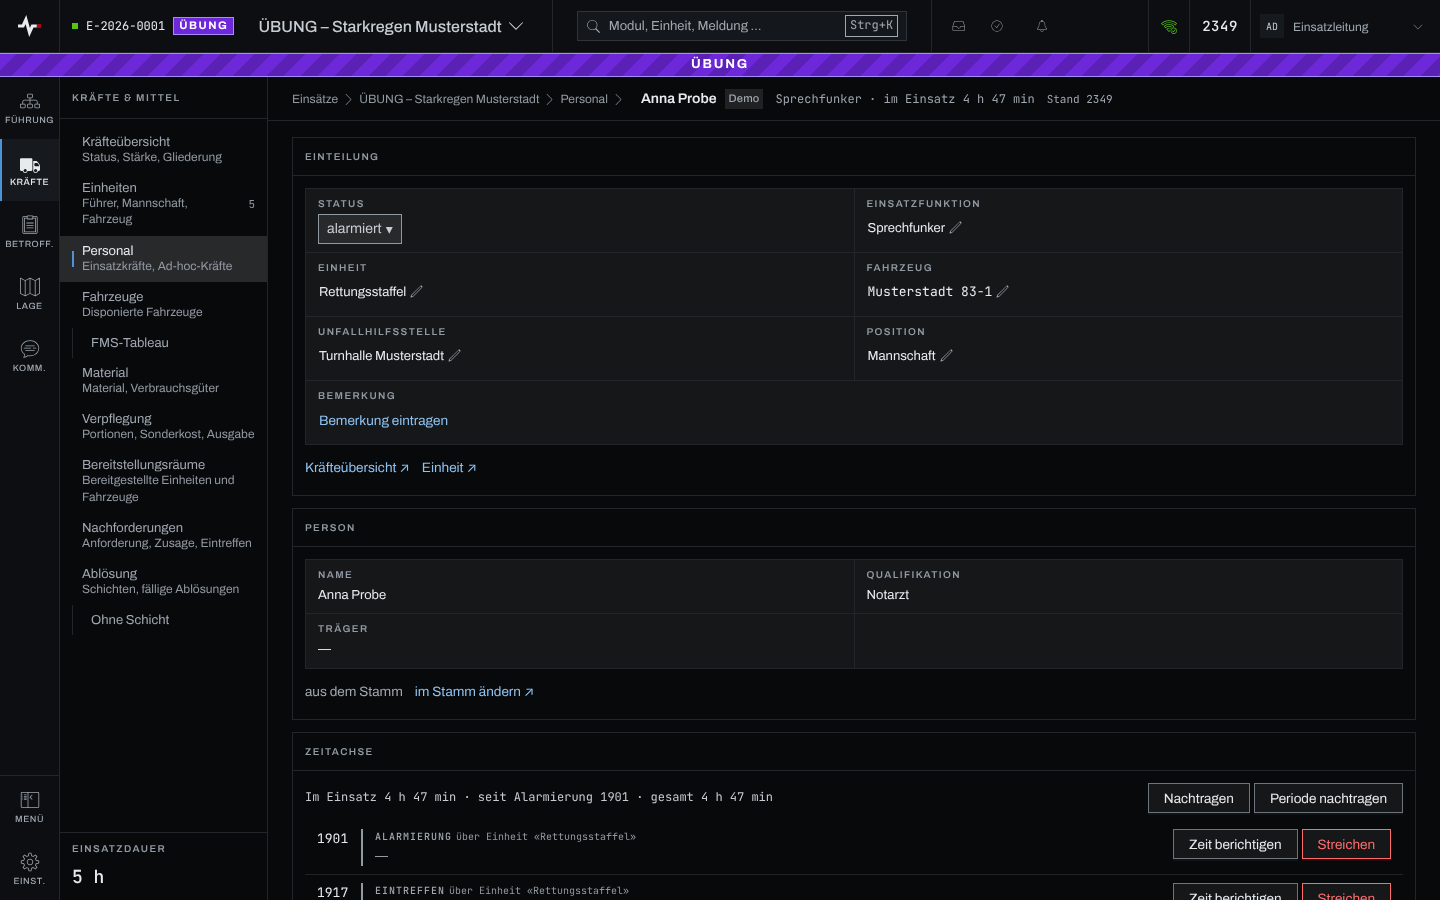 E-2026-0001 ÜBUNG ÜBUNG – Starkregen Musterstadt Modul, Einheit, Meldung ... Strg+K 2349 AD Einsatzleitung
ÜBUNG
FÜHRUNG
KRÄFTE
BETROFF.
LAGE
KOMM.
MENÜ
EINST.
KRÄFTE & MITTEL
Kräfteübersicht
Status, Stärke, Gliederung
Einheiten
Führer, Mannschaft, 5
Fahrzeug
Personal
Einsatzkräfte, Ad-hoc-Kräfte
Fahrzeuge
Disponierte Fahrzeuge
FMS-Tableau
Material
Material, Verbrauchsgüter
Verpflegung
Portionen, Sonderkost, Ausgabe
Bereitstellungsräume
Bereitgestellte Einheiten und
Fahrzeuge
Nachforderungen
Anforderung, Zusage, Eintreffen
Ablösung
Schichten, fällige Ablösungen
Ohne Schicht
EINSATZDAUER
5 h
Einsätze ÜBUNG – Starkregen Musterstadt Personal Anna Probe Demo Sprechfunker · im Einsatz 4 h 47 min Stand 2349
EINTEILUNG
STATUS
alarmiert ▾
EINSATZFUNKTION
Sprechfunker
EINHEIT
Rettungsstaffel
FAHRZEUG
Musterstadt 83-1
UNFALLHILFSSTELLE
Turnhalle Musterstadt
POSITION
Mannschaft
BEMERKUNG
Bemerkung eintragen
Kräfteübersicht ↗ Einheit ↗
PERSON
NAME
Anna Probe
QUALIFIKATION
Notarzt
TRÄGER
—
aus dem Stamm im Stamm ändern ↗
ZEITACHSE
Im Einsatz 4 h 47 min · seit Alarmierung 1901 · gesamt 4 h 47 min Nachtragen Periode nachtragen
1901 ALARMIERUNG über Einheit «Rettungsstaffel» Zeit berichtigen Streichen
—
1917 EINTREFFEN über Einheit «Rettungsstaffel» Zeit berichtigen Streichen